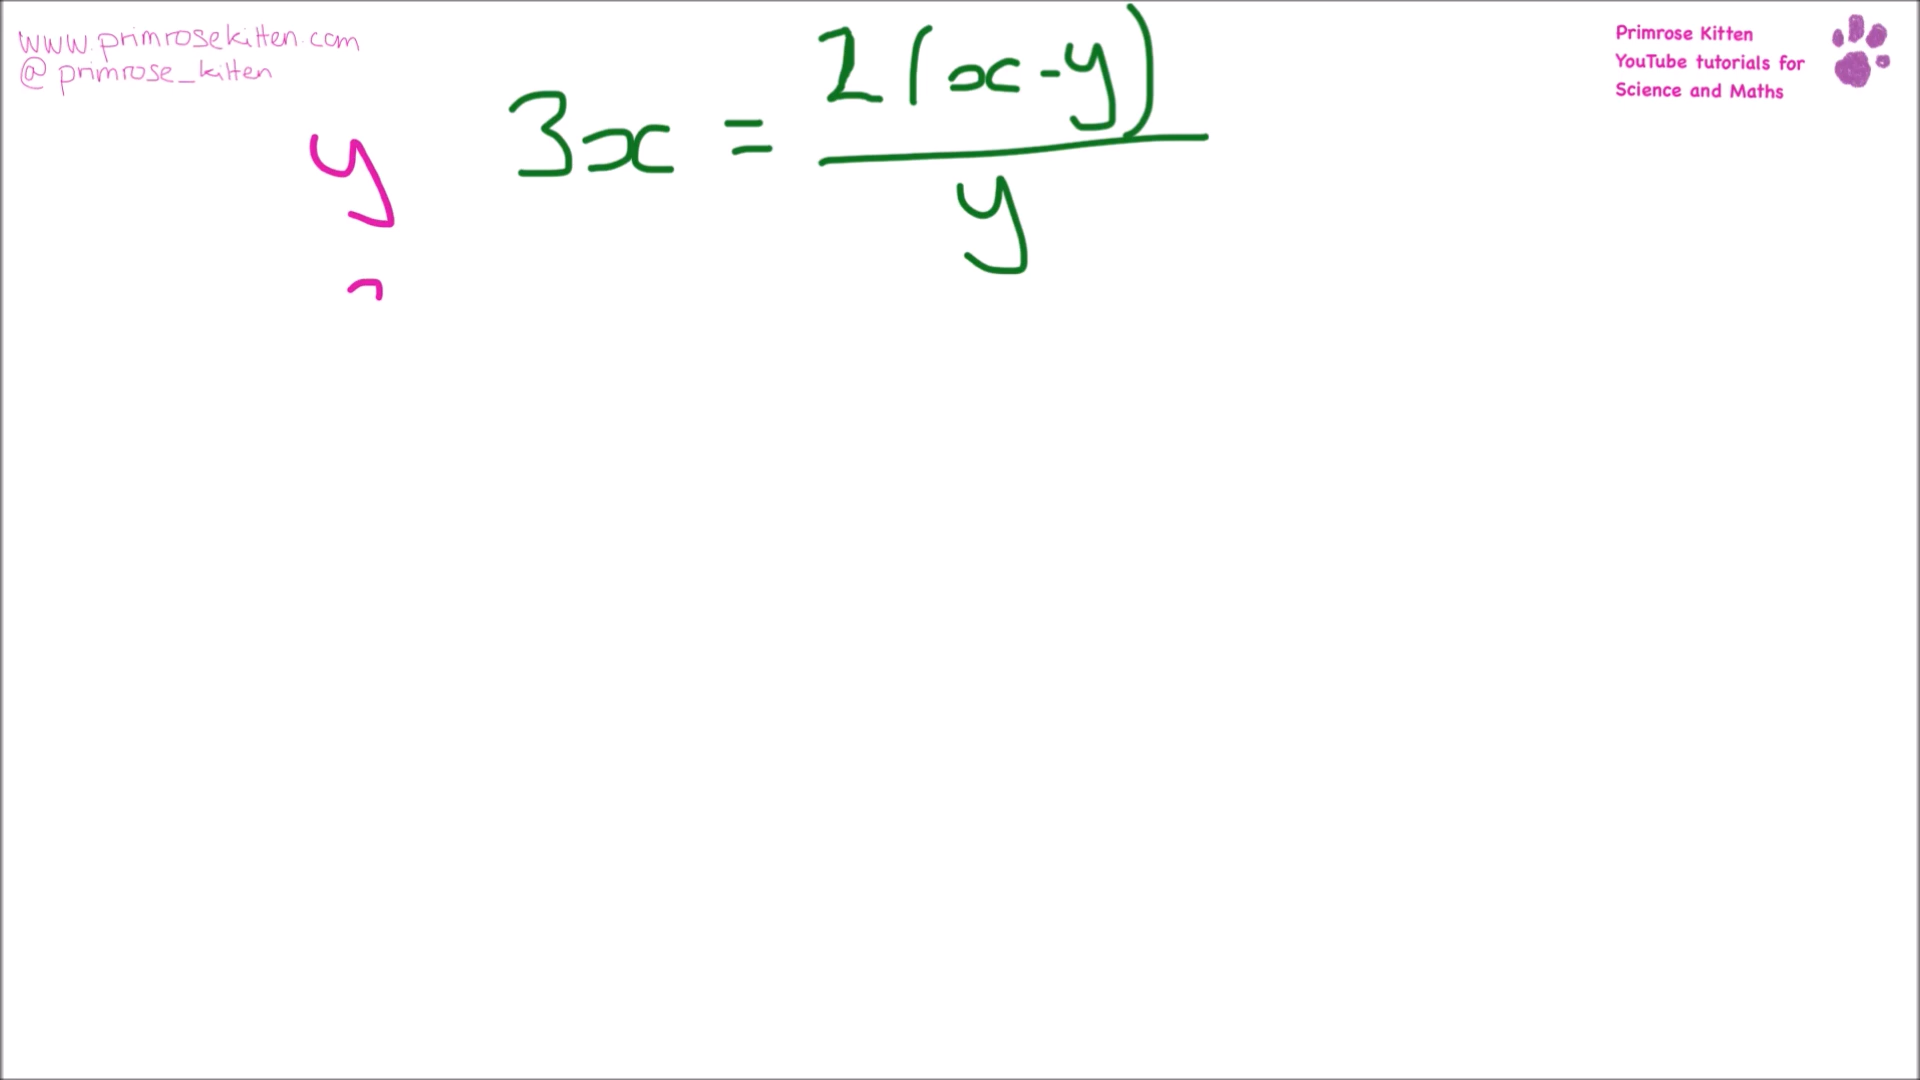 www.primrosekitten.com
@primrose_kitten
Primrose Kitten
YouTube tutorials for
Science and Maths
y
3x = 2(x-y)
y